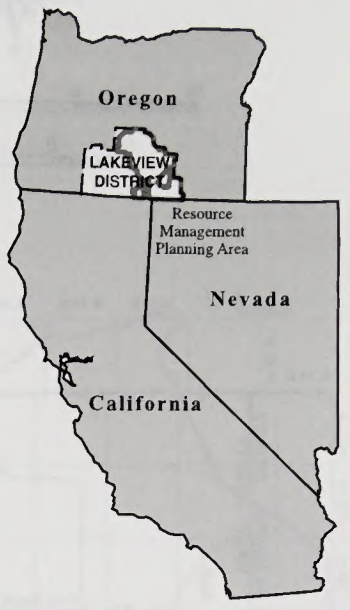 Oregon
LAKEVIEW
DISTRICT
Resource
Management
Planning Area
Nevada
California